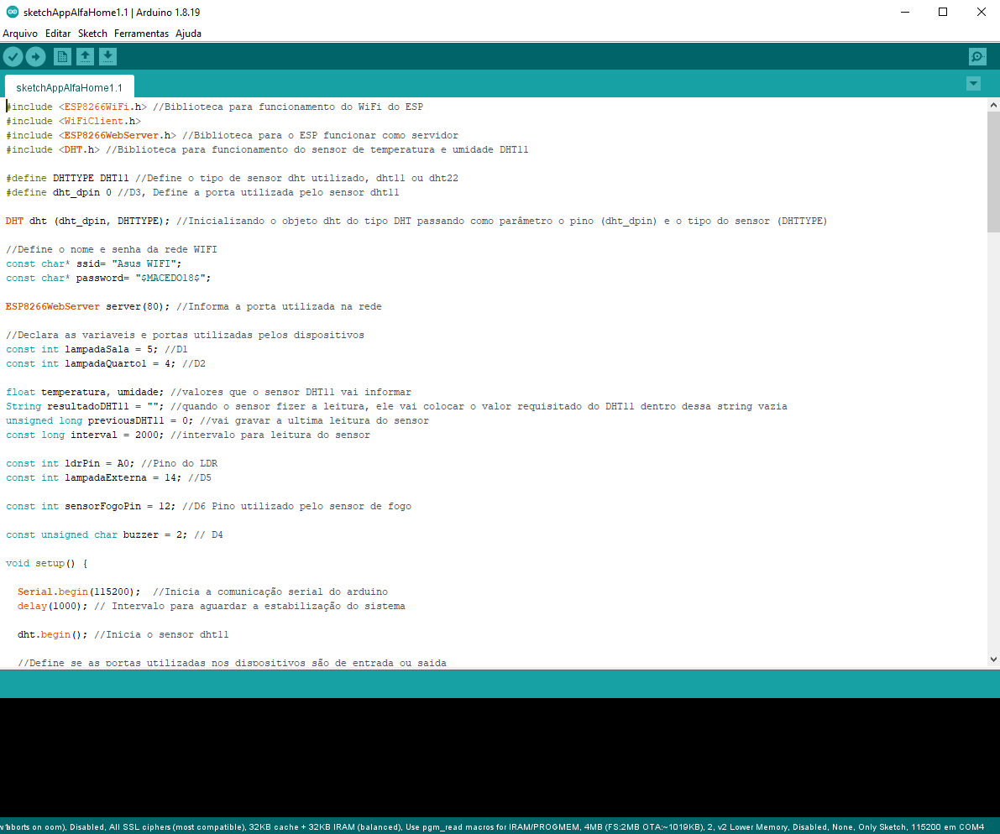 sketchAppAlfaHome1.1 | Arduino 1.8.19
Arquivo Editar Sketch Ferramentas Ajuda
sketchAppAlfaHome1.1
#include <ESP8266WiFi.h> //Biblioteca para funcionamento do WiFi do ESP
#include <WiFiClient.h>
#include <ESP8266WebServer.h> //Biblioteca para o ESP funcionar como servidor
#include <DHT.h> //Biblioteca para funcionamento do sensor de temperatura e umidade DHT11
#define DHTTYPE DHT11 //Define o tipo de sensor dht utilizado, dht11 ou dht22
#define dht_dpin 0 //D3, Define a porta utilizada pelo sensor dht11
DHT dht (dht_dpin, DHTTYPE); //Inicializando o objeto dht do tipo DHT passando como parâmetro o pino (dht_dpin) e o tipo do sensor (DHTTYPE)
//Define o nome e senha da rede WIFI
const char* ssid= "Asus WIFI";
const char* password= "$MACEDO18$";
ESP8266WebServer server(80); //Informa a porta utilizada na rede
//Declara as variaveis e portas utilizadas pelos dispositivos
const int lampadaSala = 5; //D1
const int lampadaQuarto1 = 4; //D2
float temperatura, umidade; //valores que o sensor DHT11 vai informar
String resultadoDHT11 = ""; //quando o sensor fizer a leitura, ele vai colocar o valor requisitado do DHT11 dentro dessa string vazia
unsigned long previousDHT11 = 0; //vai gravar a ultima leitura do sensor
const long interval = 2000; //intervalo para leitura do sensor
const int ldrPin = A0; //Pino do LDR
const int lampadaExterna = 14; //D5
const int sensorFogoPin = 12; //D6 Pino utilizado pelo sensor de fogo
const unsigned char buzzer = 2; // D4
void setup() {
Serial.begin(115200); //Inicia a comunicação serial do arduino
delay(1000); // Intervalo para aguardar a estabilização do sistema
dht.begin(); //Inicia o sensor dht11
//Define se as portas utilizadas nos dispositivos são de entrada ou saida
aborts on oom), Disabled, All SSL ciphers (most compatible), 32KB cache + 32KB IRAM (balanced), Use pgm_read macros for IRAM/PROGMEM, 4MB (FS:2MB OTA:~1019KB), 2, v2 Lower Memory, Disabled, None, Only Sketch, 115200 em COM4